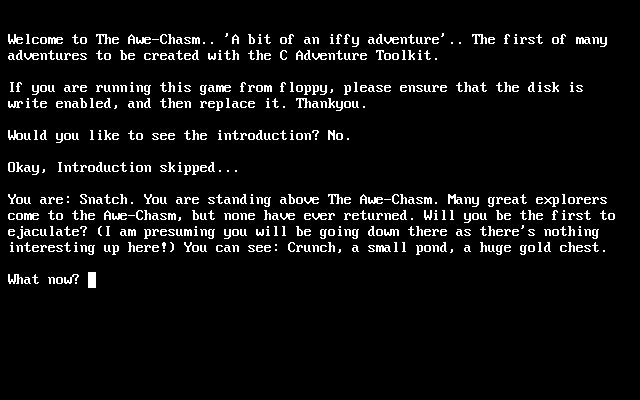 Welcome to The Awe-Chasm.. 'A bit of an iffy adventure'.. The first of many
adventures to be created with the C Adventure Toolkit.
If you are running this game from floppy, please ensure that the disk is
write enabled, and then replace it. Thankyou.
Would you like to see the introduction? No.
Okay, Introduction skipped...
You are: Snatch. You are standing above The Awe-Chasm. Many great explorers
come to the Awe-Chasm, but none have ever returned. Will you be the first to
ejaculate? (I am presuming you will be going down there as there's nothing
interesting up here!) You can see: Crunch, a small pond, a huge gold chest.
What now?